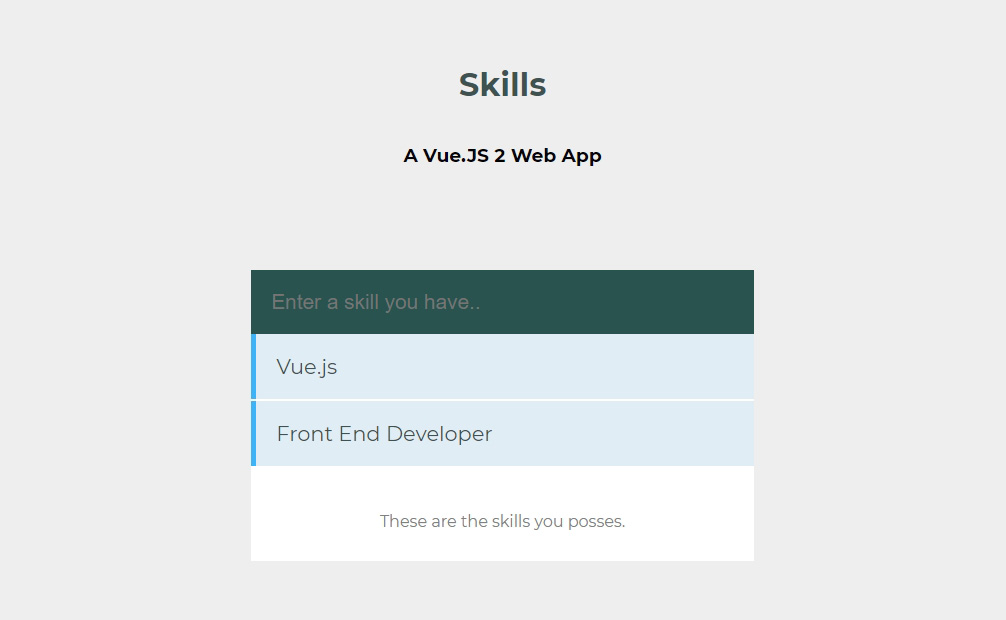 Skills
A Vue.JS 2 Web App
Enter a skill you have..
Vue.js
Front End Developer
These are the skills you posses.